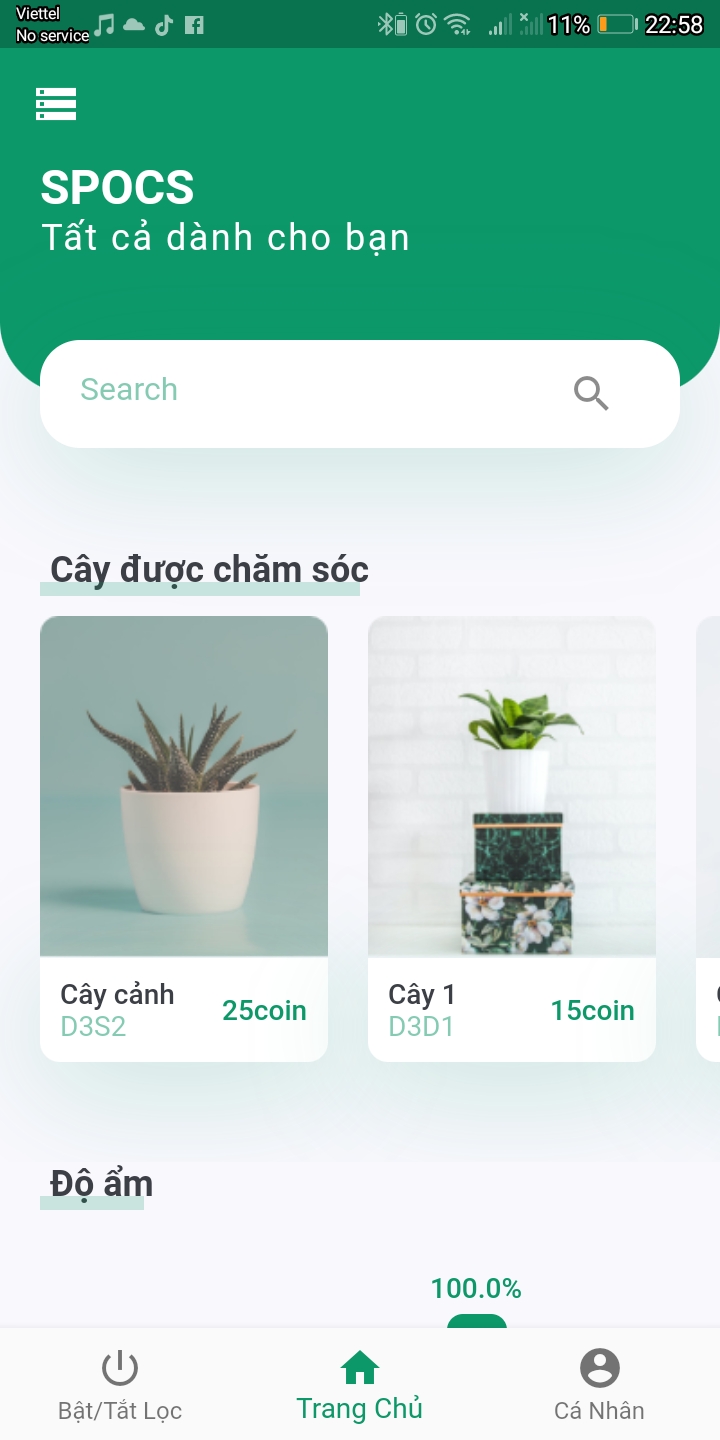 Viettel
No service
11%
22:58
SPOCS
Tất cả dành cho bạn
Search
Cây được chăm sóc
Cây cảnh
D3S2
25coin
Cây 1
D3D1
15coin
Độ ẩm
100.0%
Bật/Tắt Lọc
Trang Chủ
Cá Nhân